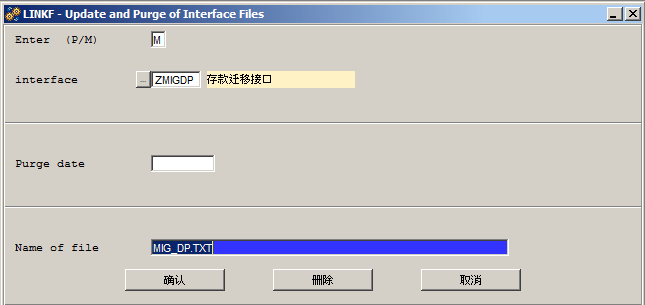 LINKF - Update and Purge of Interface Files
Enter (P/M) M
interface ... ZMIGDP 存款迁移接口
Purge date
Name of file MIG_DP.TXT
确认 删除 取消